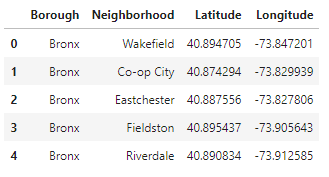 Borough Neighborhood Latitude Longitude
0 Bronx Wakefield 40.894705 -73.847201
1 Bronx Co-op City 40.874294 -73.829939
2 Bronx Eastchester 40.887556 -73.827806
3 Bronx Fieldston 40.895437 -73.905643
4 Bronx Riverdale 40.890834 -73.912585